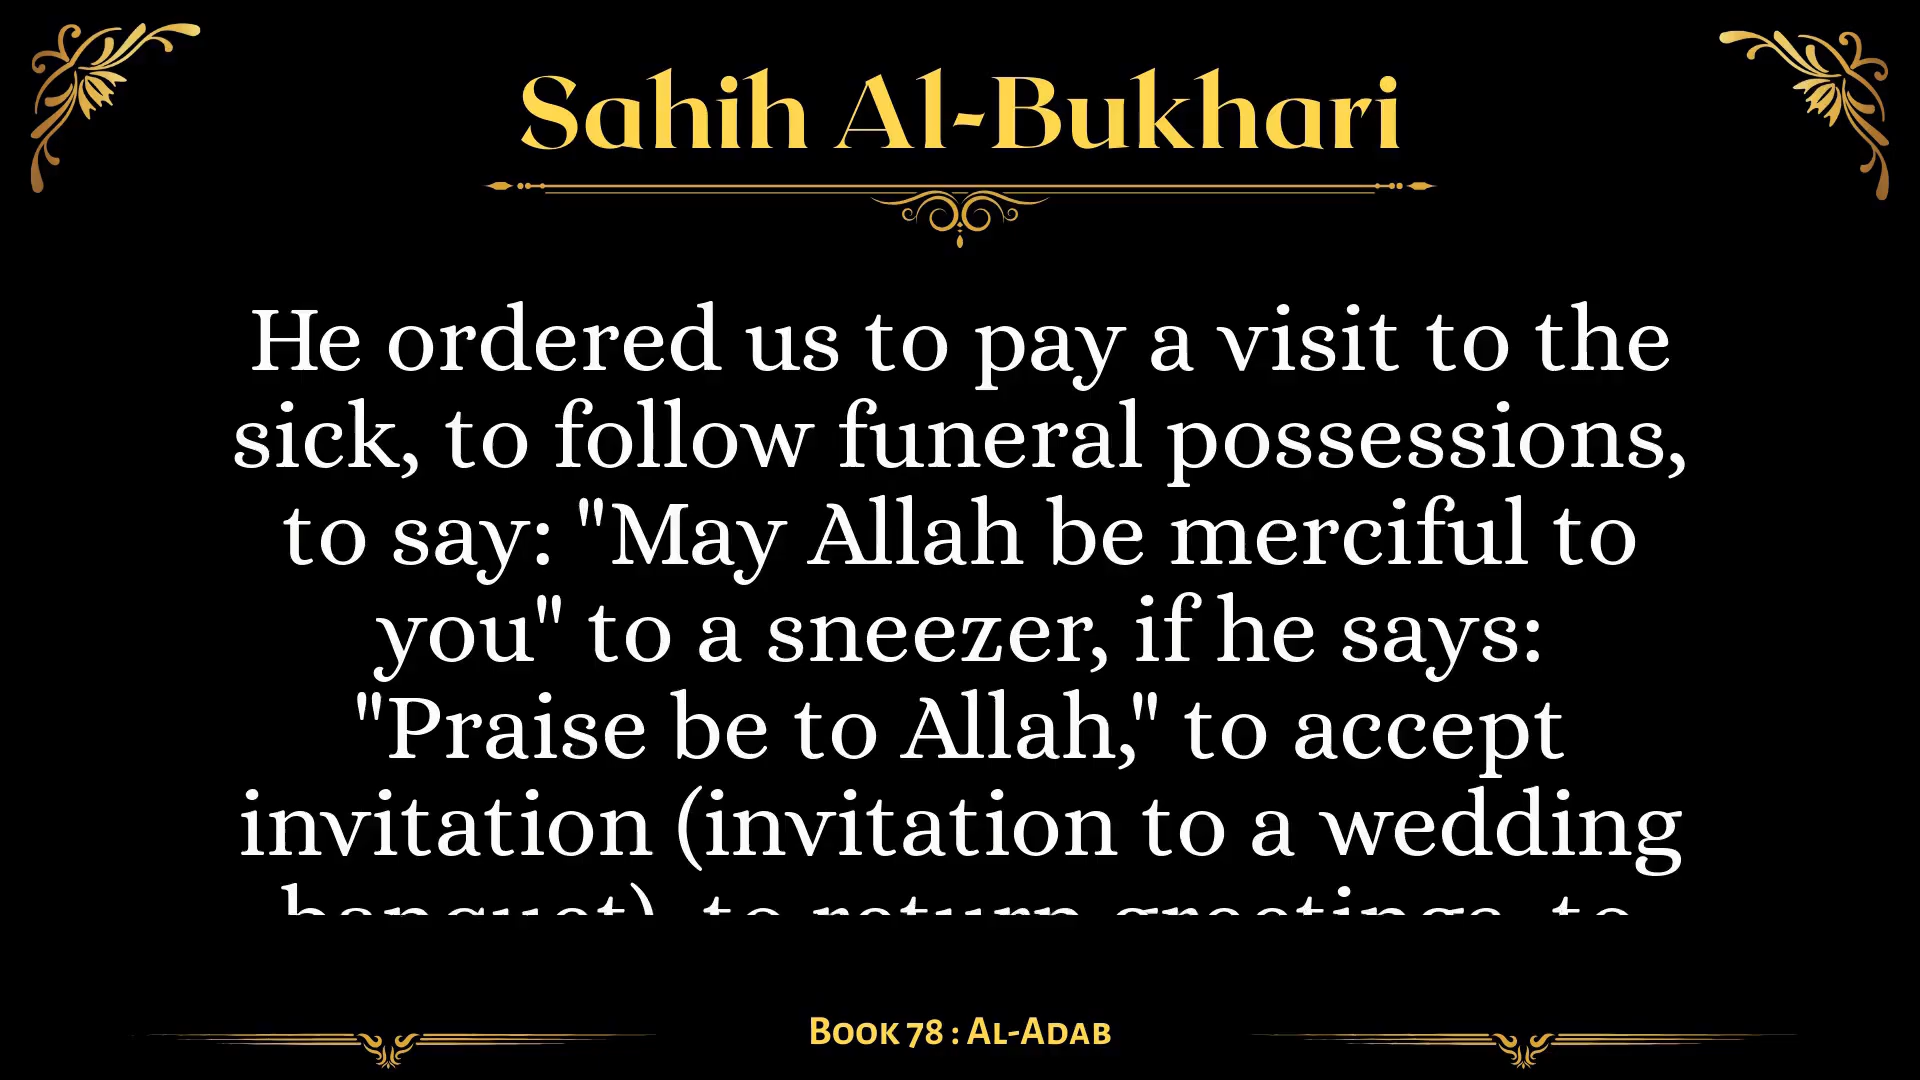 Sahih Al-Bukhari
He ordered us to pay a visit to the
sick, to follow funeral possessions,
to say: "May Allah be merciful to
you" to a sneezer, if he says:
"Praise be to Allah," to accept
invitation (invitation to a wedding
banquet), to return greetings, to
Book 78 : Al-Adab